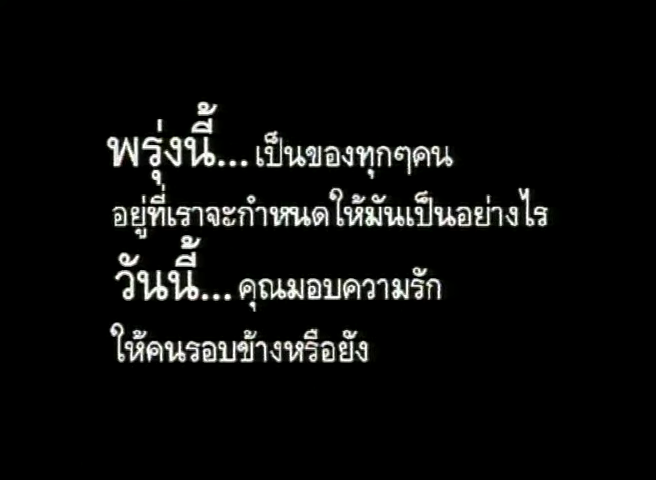 พรุ่งนี้...เป็นของทุกๆคน
อยู่ที่เราจะกำหนดให้มันเป็นอย่างไร
วันนี้...คุณมอบความรัก
ให้คนรอบข้างหรือยัง